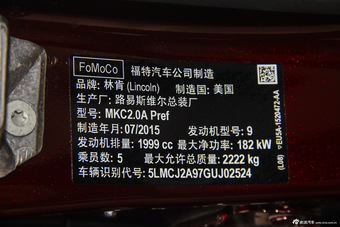 FoMoCo 福特汽车公司制造
品牌: 林肯 (Lincoln) 制造国: 美国
生产厂: 路易斯维尔总装厂
型号: MKC2.0A Pref
制造年月: 07/2015 发动机型号: 9
发动机排量: 1999 cc 最大净功率: 182 kW
乘员数: 5 最大允许总质量: 2222 kg
车辆识别代号: 5LMCJ2A97GUJ02524
EU5A-1520472-AA
(L08)